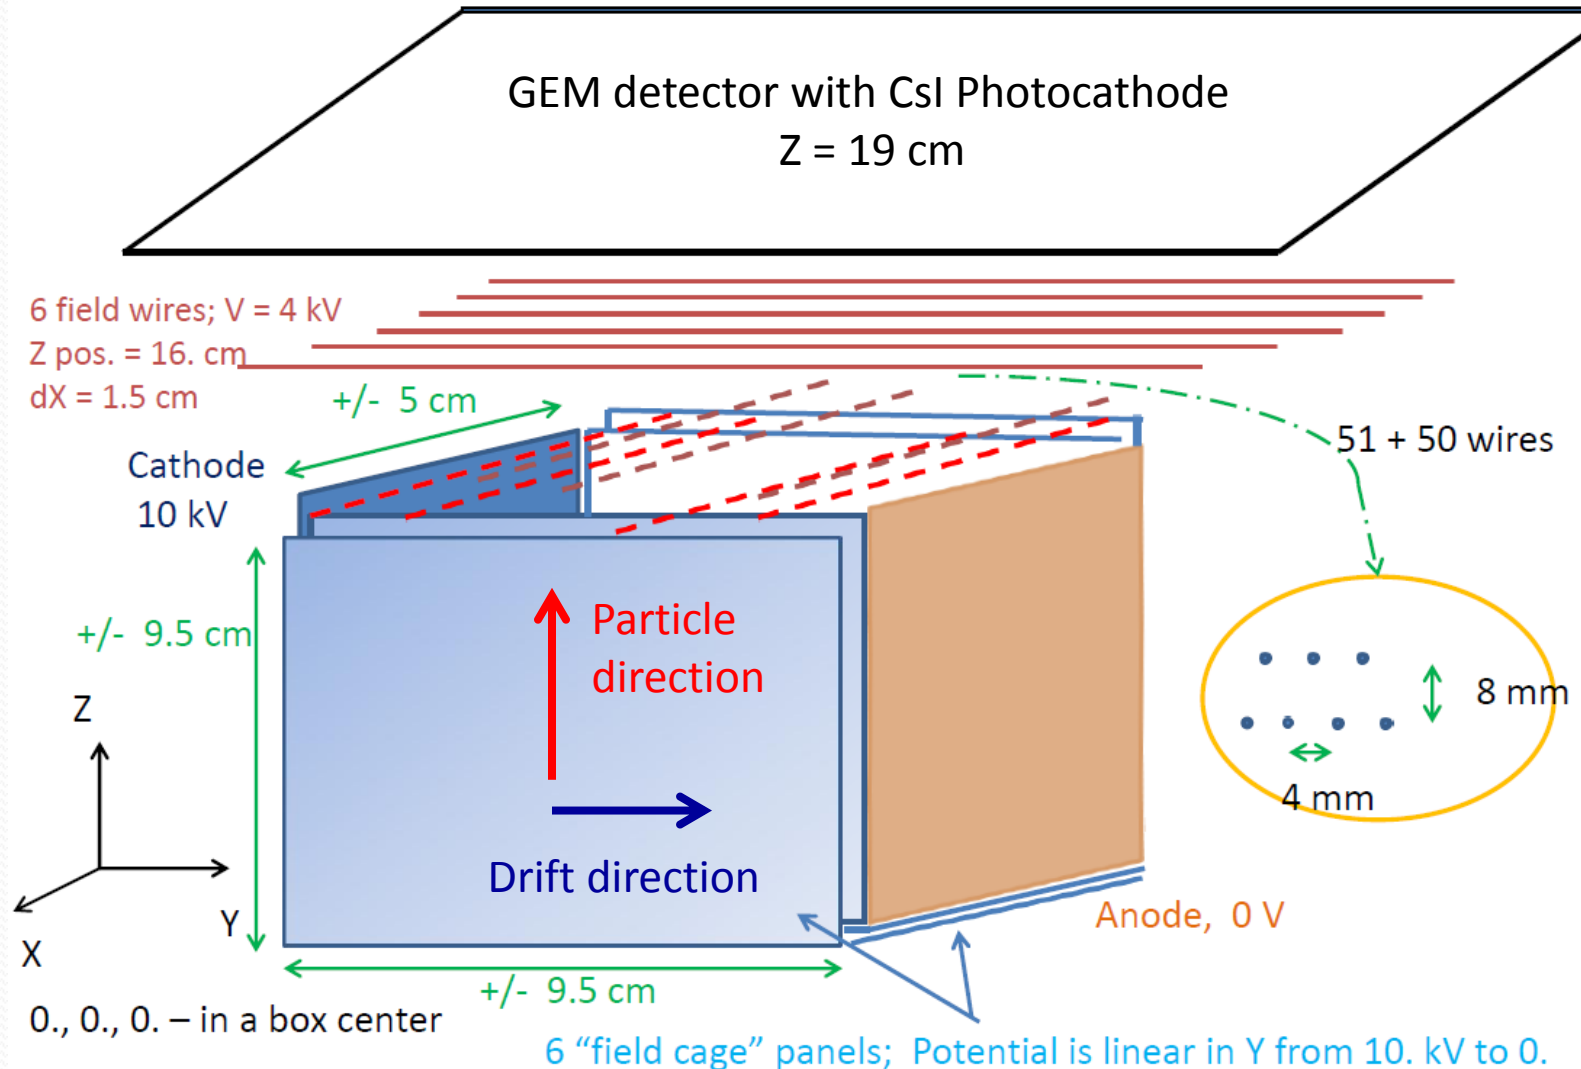 GEM detector with CsI Photocathode
Z = 19 cm
6 field wires; V = 4 kV
Z pos. = 16. cm
dX = 1.5 cm
+/- 5 cm
51 + 50 wires
Cathode
10 kV
Particle
direction
+/- 9.5 cm
8 mm
Z
4 mm
Drift direction
Y
Anode, 0 V
X
+/- 9.5 cm
0., 0., 0. – in a box center
6 “field cage” panels; Potential is linear in Y from 10. kV to 0.